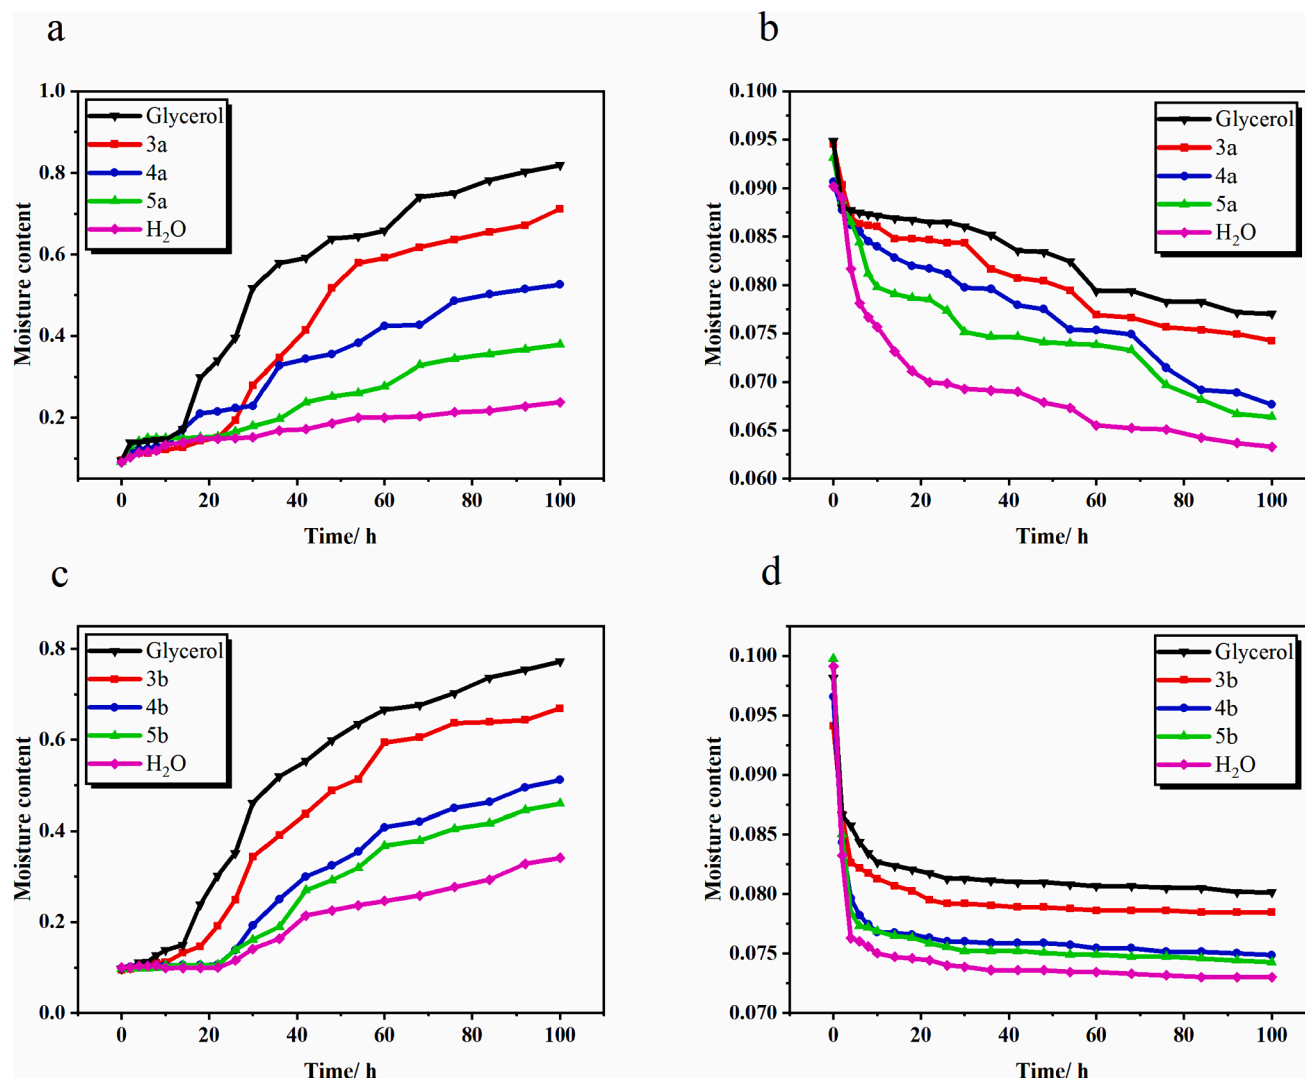 a
1.0
0.8
0.6
0.4
0.2
Moisture content
Glycerol
3a
4a
5a
H₂O
0 20 40 60 80 100
Time/ h
b
0.100
0.095
0.090
0.085
0.080
0.075
0.070
0.065
0.060
Moisture content
Glycerol
3a
4a
5a
H₂O
0 20 40 60 80 100
Time/ h
c
0.8
0.6
0.4
0.2
0.0
Moisture content
Glycerol
3b
4b
5b
H₂O
0 20 40 60 80 100
Time/ h
d
0.100
0.095
0.090
0.085
0.080
0.075
0.070
Moisture content
Glycerol
3b
4b
5b
H₂O
0 20 40 60 80 100
Time/ h